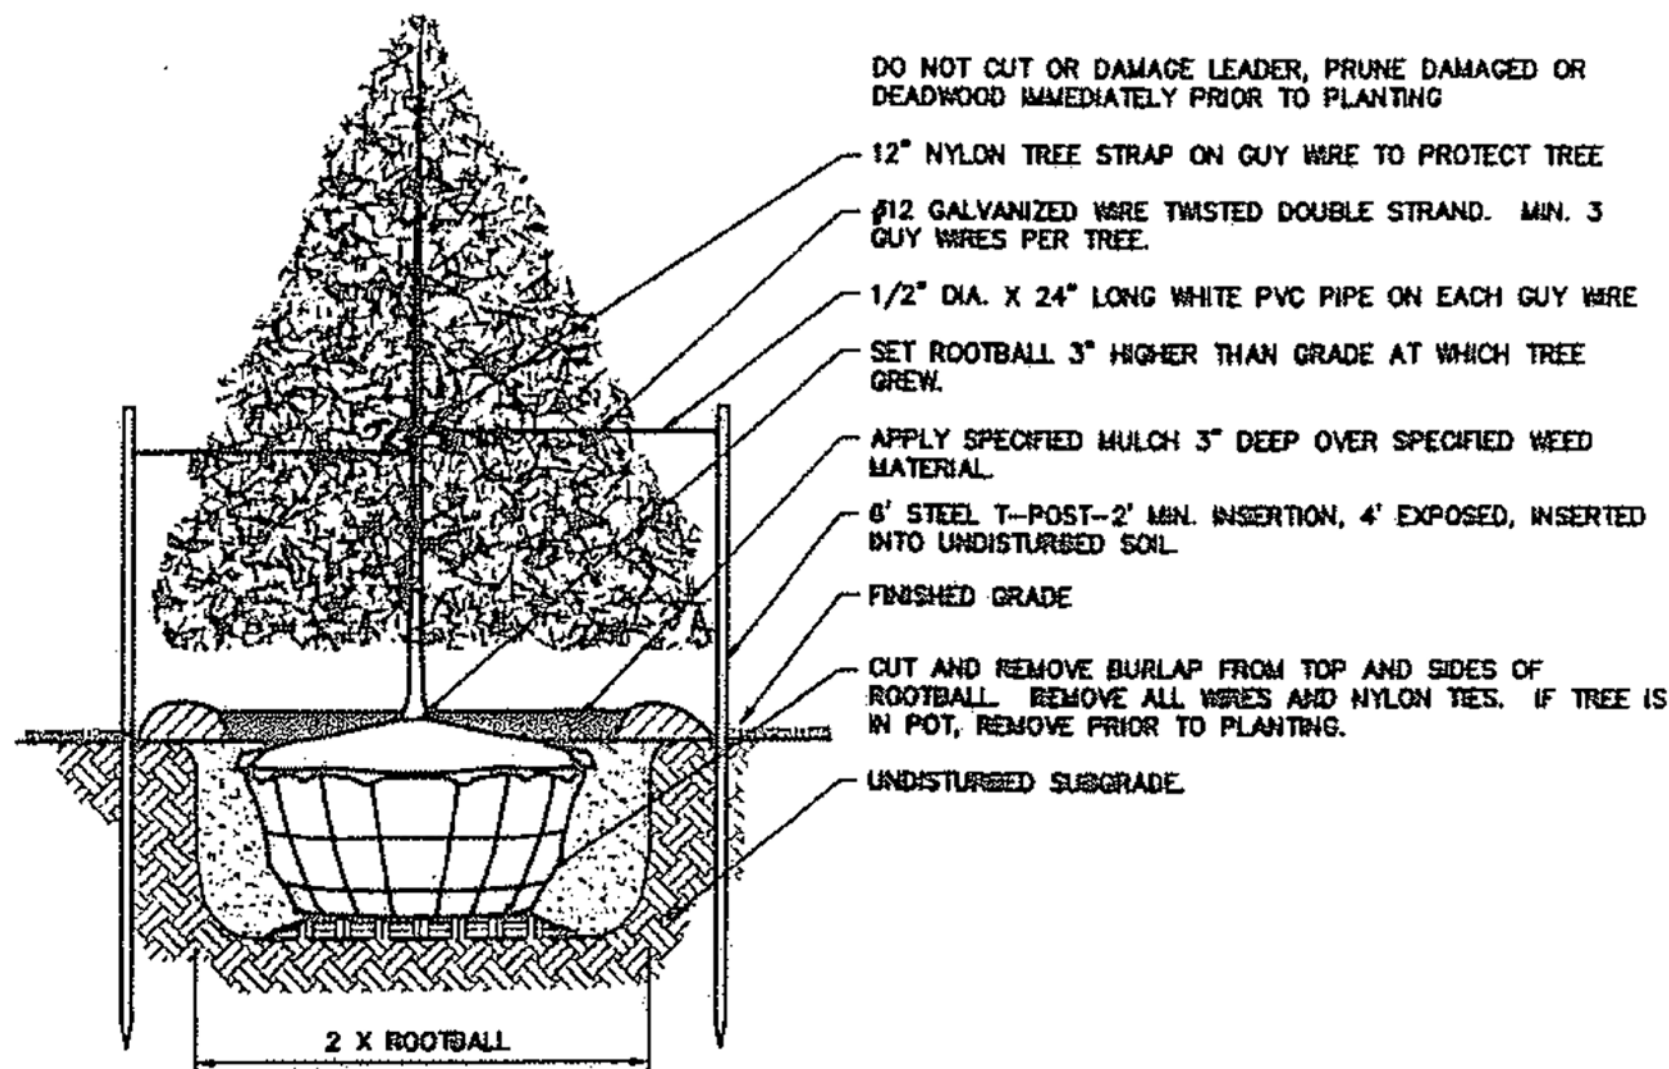 DO NOT CUT OR DAMAGE LEADER, PRUNE DAMAGED OR
DEADWOOD IMMEDIATELY PRIOR TO PLANTING
12" NYLON TREE STRAP ON GUY WIRE TO PROTECT TREE
#12 GALVANIZED WIRE TWISTED DOUBLE STRAND. MIN. 3
GUY WIRES PER TREE.
1/2" DIA. X 24" LONG WHITE PVC PIPE ON EACH GUY WIRE
SET ROOTBALL 3" HIGHER THAN GRADE AT WHICH TREE
GREW.
APPLY SPECIFIED MULCH 3" DEEP OVER SPECIFIED WEED
MATERIAL.
6' STEEL T-POST-2' MIN. INSERTION, 4' EXPOSED, INSERTED
INTO UNDISTURBED SOIL.
FINISHED GRADE
CUT AND REMOVE BURLAP FROM TOP AND SIDES OF
ROOTBALL. REMOVE ALL WIRES AND NYLON TIES. IF TREE IS
IN POT, REMOVE PRIOR TO PLANTING.
UNDISTURBED SUBGRADE.
2 X ROOTBALL